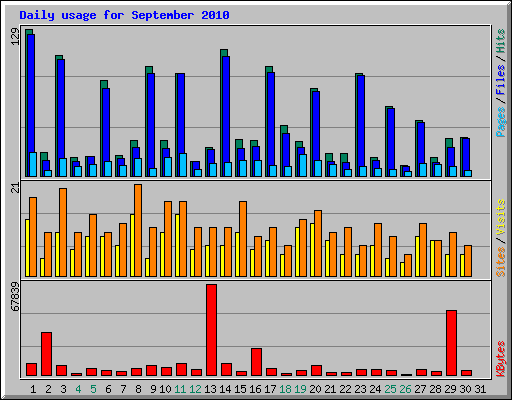 Daily usage for September 2010
129
Pages / Files / Hits
21
Sites / Visits
67839
KBytes
1 2 3 4 5 6 7 8 9 10 11 12 13 14 15 16 17 18 19 20 21 22 23 24 25 26 27 28 29 30 31